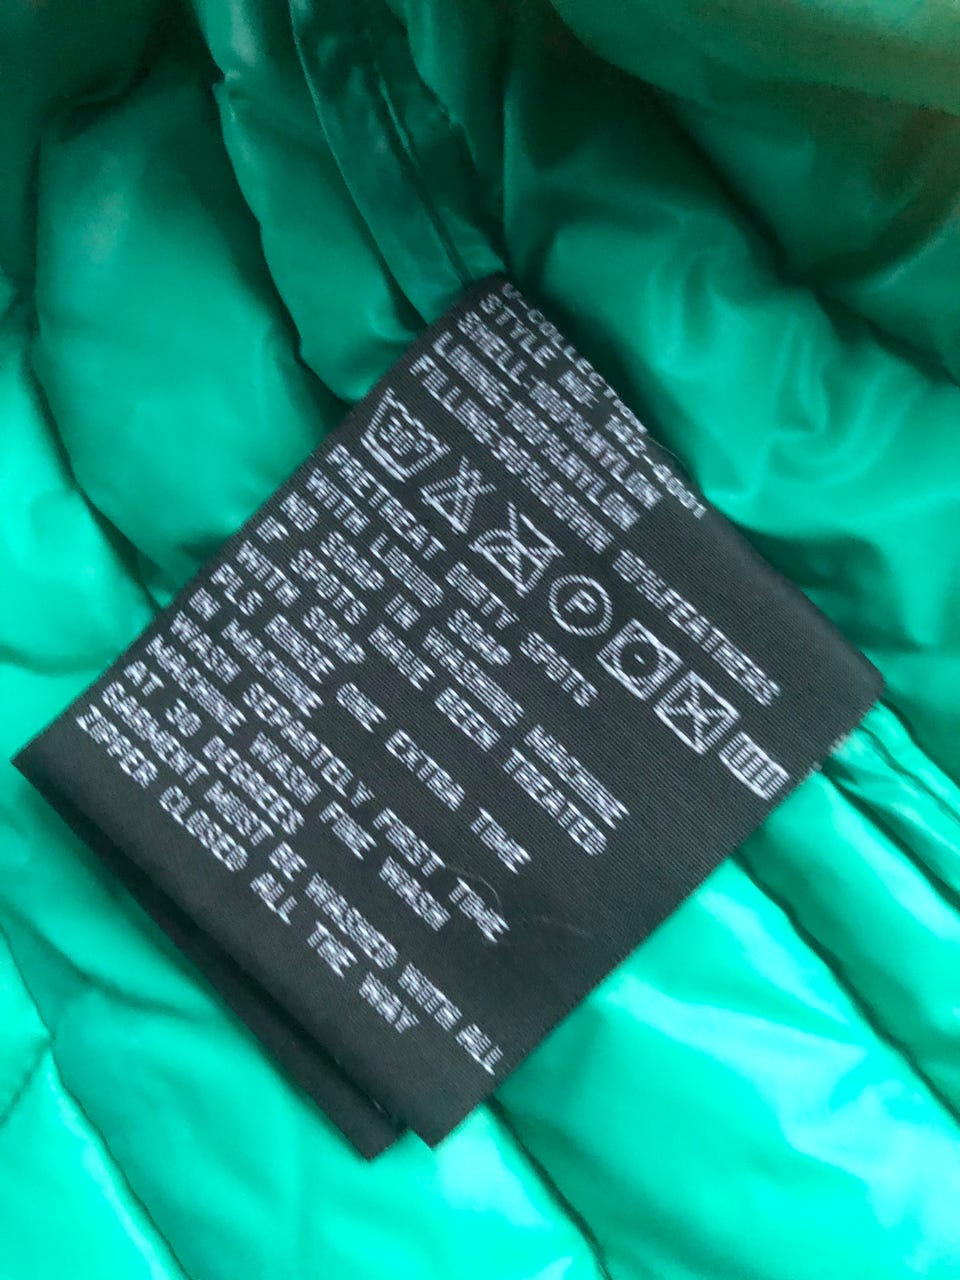 STYLE NO
SHELL:100%NYLON
LINING:100%NYLON
FILLING:90%DOWN 10%FEATHERS
P
PRETREAT DIRTY SPOTS
WITH LIQUID SOAP
NO IN THE WASHING MACHINE
IF SPOTS HAVE BEEN TREATED
WITH SOAP
PLS RINSE ONE EXTRA TIME
IN MACHINE
WASH SEPARATELY FIRST TIME
MACHINE WASH FINE WASH
AT 30 DEGREES
GARMENT MUST BE WASHED WITH ALL
ZIPPER CLOSED ALL THE WAY